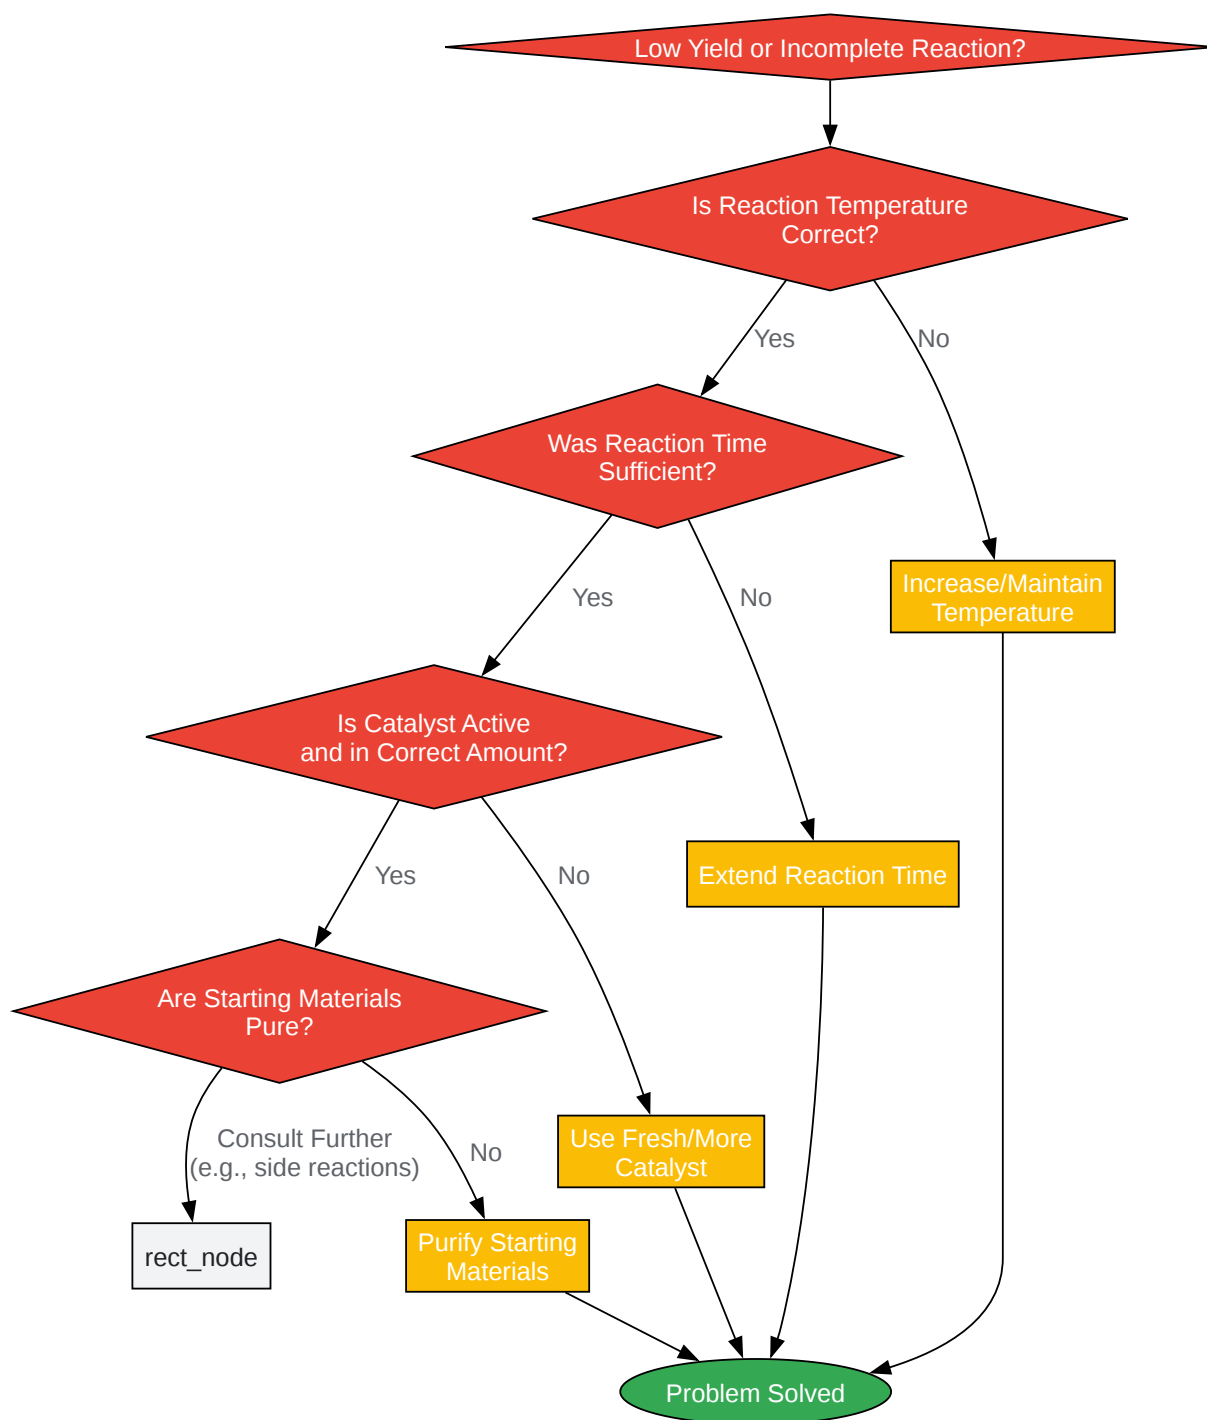 Low Yield or Incomplete Reaction?
Is Reaction Temperature
Correct?
Yes
No
Was Reaction Time
Sufficient?
Increase/Maintain
Temperature
Yes
No
Is Catalyst Active
and in Correct Amount?
Extend Reaction Time
Yes
No
Are Starting Materials
Pure?
Consult Further
(e.g., side reactions)
No
Use Fresh/More
Catalyst
rect_node
Purify Starting
Materials
Problem Solved